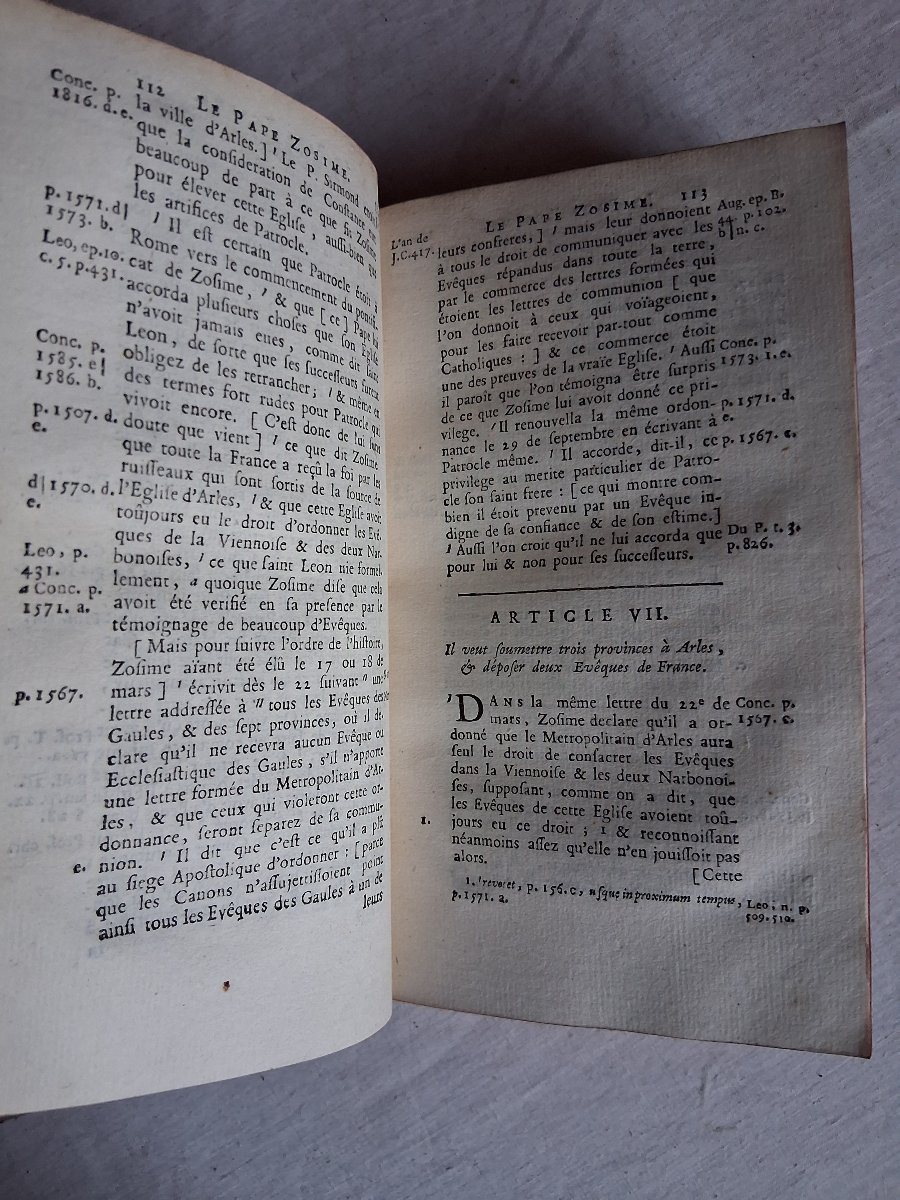 112 LE PAPE ZOSIME.
Conc. p.
1816. d. e.
la ville d'Arles.] ' Le P. Sirmond
que la consideration de Constance
beaucoup de part à ce que fit Zosime
pour élever cette Eglise, aussi-bien que
les artifices de Patrocle.
p. 1571. d|
1573. b.
' Il est certain que Patrocle étoit à
Rome vers le commencement du pontifi-
Leo, ep. 10.
c. 5. p. 431.
cat de Zosime, ' & que [ ce ] Pape lui
accorda plusieurs choses que son Eglise
n'avoit jamais eues, comme dit saint
Leon, de sorte que ses successeurs furent
obligez de les retrancher; ' & même en
Conc. p.
1585. e|
1586. b.
des termes fort rudes pour Patrocle qui
vivoit encore. [ C'est donc de lui sans
p. 1507. d.
e.
doute que vient ] ' ce que dit Zosime
que toute la France a reçû la foi par les
ruisseaux qui sont sortis de la source de
d|1570. d.
e.
l'Eglise d'Arles, ' & que cette Eglise avoit
toûjours eu le droit d'ordonner les Evê-
ques de la Viennoise & des deux Nar-
Leo, p.
431.
bonoises, ' ce que saint Leon nie formel-
a Conc. p.
1571. a.
lement, a quoique Zosime dise que cela
avoit été verifié en sa presence par le
témoignage de beaucoup d'Evêques.
[ Mais pour suivre l'ordre de l'histoire,
Zosime aïant été élû le 17 ou 18 de
p. 1567.
mars ] ' écrivit dès le 22 suivant " une
lettre addressée à " tous les Evêques des
Gaules, & des sept provinces, où il de-
clare qu'il ne recevra aucun Evêque ou
Ecclesiastique des Gaules, s'il n'apporte
une lettre formée du Metropolitain d'Ar-
les, & que ceux qui violeront cette or-
donnance, seront separez de sa commu-
e.
nion. ' Il dit que c'est ce qu'il a plû
au siege Apostolique d'ordonner : [ parce
que les Canons n'assujettissoient point
ainsi tous les Evêques des Gaules à un de
leurs
LE PAPE ZOSIME. 113
L'an de
J.C. 417.
leurs confreres, ] ' mais leur donnoient
Aug. ep. B.
44. p. 102.
b| n. c.
à tous le droit de communiquer avec les
Evêques répandus dans toute la terre,
par le commerce des lettres formées qui
étoient les lettres de communion [ que
l'on donnoit à ceux qui voïageoient,
pour les faire recevoir par-tout comme
Catholiques : ] & ce commerce étoit
une des preuves de la vraïe Eglise. ' Aussi
Conc. p.
1573. 1. e.
il paroit que l'on témoigna être surpris
de ce que Zosime lui avoit donné ce pri-
vilege. ' Il renouvella la même ordon-
p. 1571. d.
e.
nance le 29 de septembre en écrivant à
Patrocle même. ' Il accorde, dit-il, ce
p. 1567. c.
privilege au merite particulier de Patro-
cle son saint frere : [ ce qui montre com-
bien il étoit prevenu par un Evêque in-
digne de sa confiance & de son estime.]
' Aussi l'on croit qu'il ne lui accorda que
Du P. t. 3.
p. 826.
pour lui & non pour ses successeurs.
ARTICLE VII.
Il veut soumettre trois provinces à Arles,
& déposer deux Evêques de France.
' DANS la même lettre du 22e de
Conc. p.
1567. c.
mars, Zosime declare qu'il a or-
donné que le Metropolitain d'Arles aura
seul le droit de consacrer les Evêques
dans la Viennoise & les deux Narbonoi-
ses, supposant, comme on a dit, que
les Evêques de cette Eglise avoient toû-
1.
jours eu ce droit ; 1 & reconnoissant
néanmoins assez qu'elle n'en jouissoit pas
alors.
[ Cette
1. 'reveret, p. 156. c, usque in proximum tempus, Leo, n. p.
p. 1571. a.
509. 510.